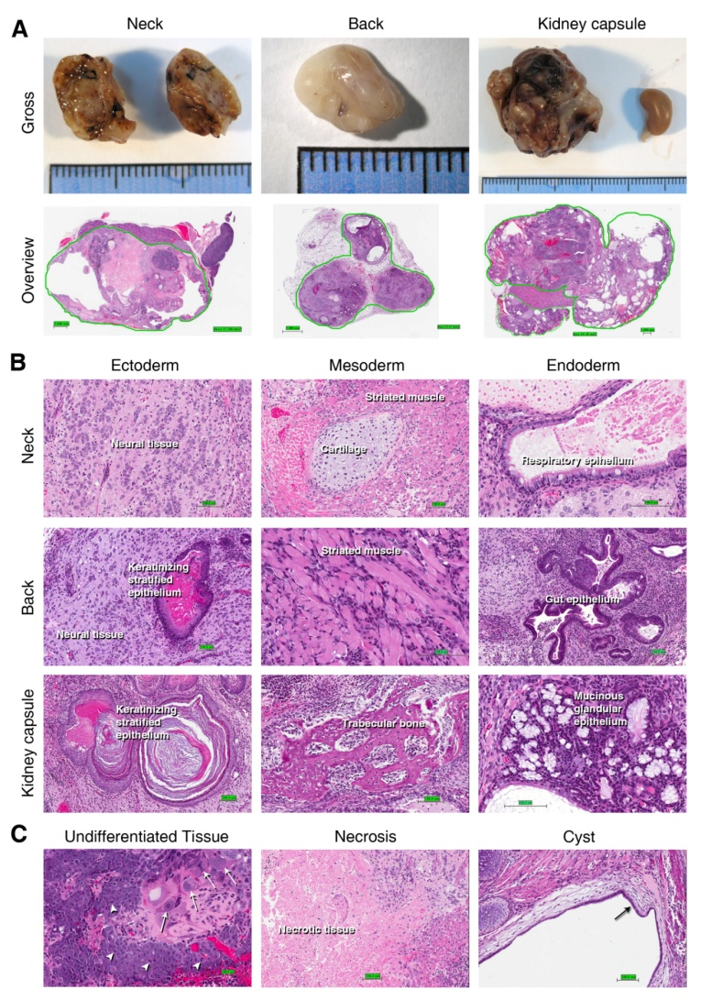 Neck
Back
Kidney capsule
A
Gross
Overview
B
Ectoderm
Mesoderm
Endoderm
Neck
Neural tissue
Striated muscle
Cartilage
Respiratory epihelium
Back
Keratinizing
stratified
epithelium
Neural tissue
Striated muscle
Gut epithelium
Kidney capsule
Keratinizing
stratified
epithelium
Trabecular bone
Mucinous
glandular
epithelium
C
Undifferentiated Tissue
Necrosis
Cyst
Necrotic tissue